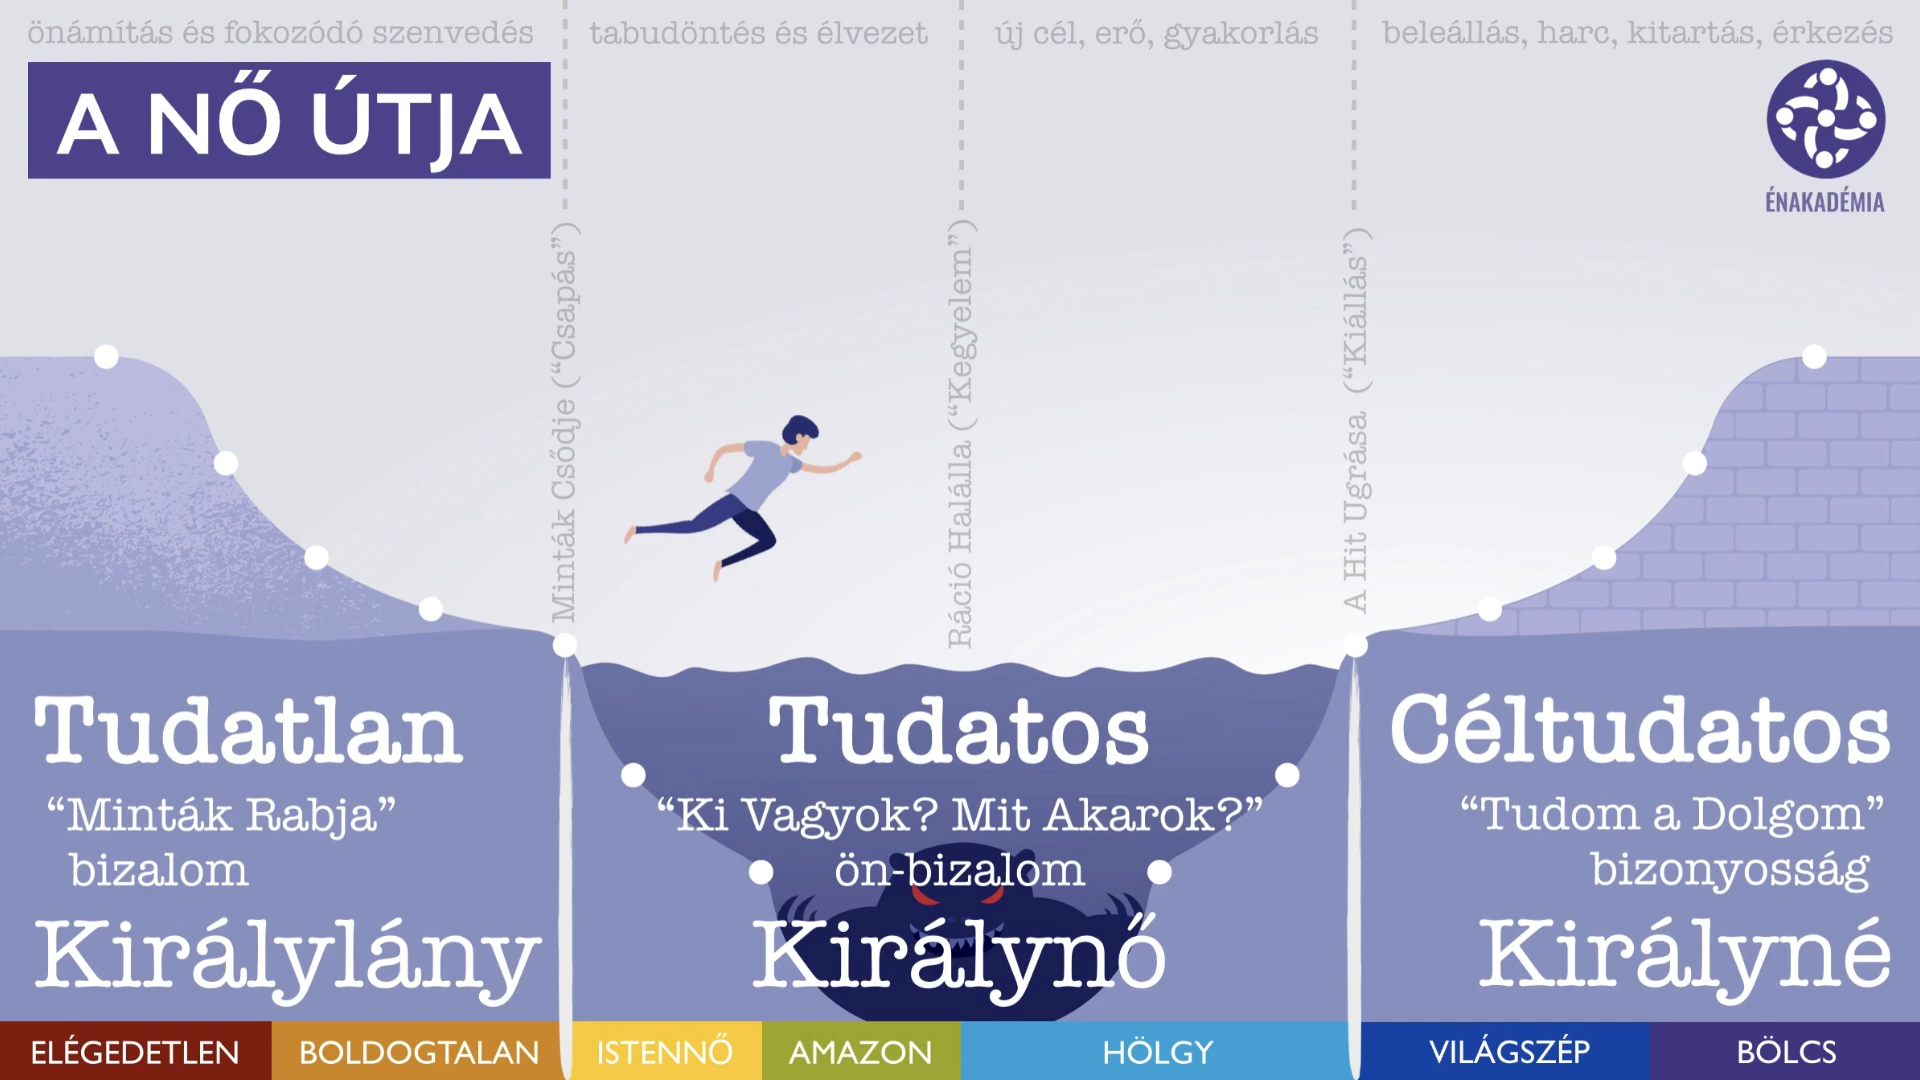 önámítás és fokozódó szenvedés
tabudöntés és élvezet
új cél, erő, gyakorlás
beleállás, harc, kitartás, érkezés
A NŐ ÚTJA
ÉNAKADÉMIA
Minták Csődje (“Csapás”)
Ráció Halálla (“Kegyelem”)
A Hit Ugrása (“Kiállás”)
Tudatlan
“Minták Rabja”
bizalom
Királylány
Tudatos
“Ki Vagyok? Mit Akarok?”
ön-bizalom
Királynő
Céltudatos
“Tudom a Dolgom”
bizonyosság
Királyné
ELÉGEDETLEN
BOLDOGTALAN
ISTENNŐ
AMAZON
HÖLGY
VILÁGSZÉP
BÖLCS